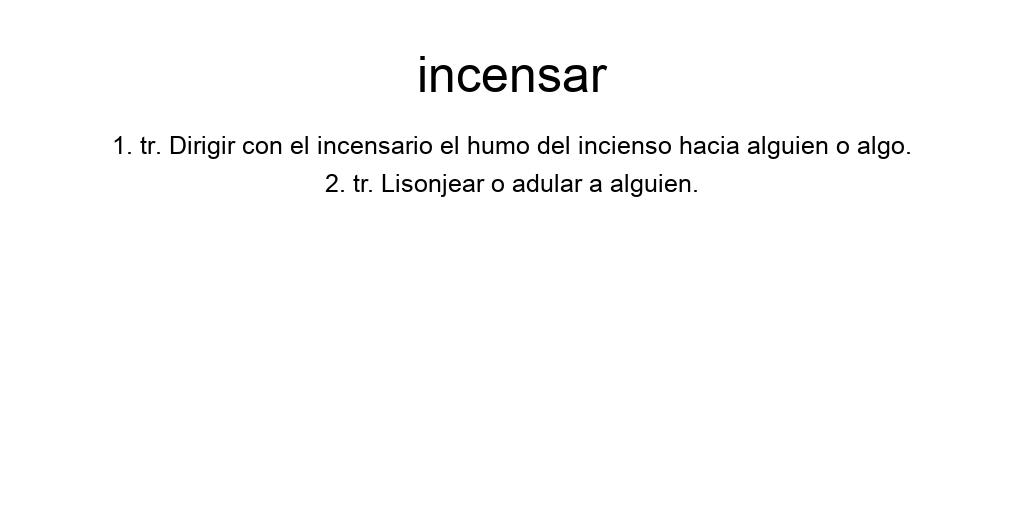 incensar
1. tr. Dirigir con el incensario el humo del incienso hacia alguien o algo.
2. tr. Lisonjear o adular a alguien.